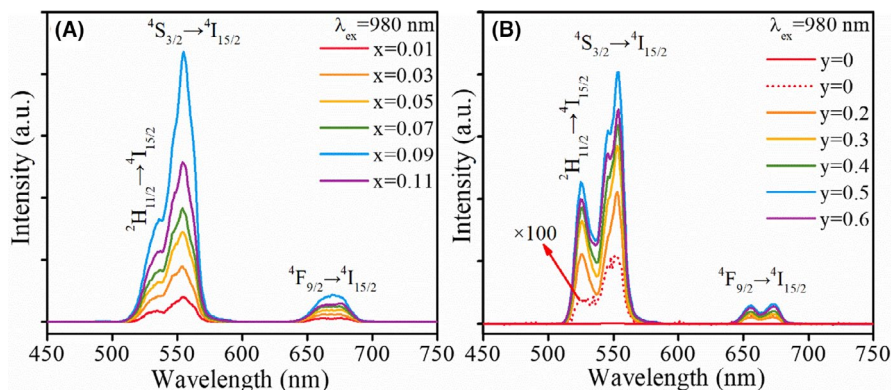 (A)
⁴S₃/₂→⁴I₁₅/₂
λₑₓ=980 nm
x=0.01
x=0.03
x=0.05
x=0.07
x=0.09
x=0.11
²H₁₁/₂→⁴I₁₅/₂
⁴F₉/₂→⁴I₁₅/₂
Intensity (a.u.)
450 500 550 600 650 700 750
Wavelength (nm)
(B)
λₑₓ=980 nm
⁴S₃/₂→⁴I₁₅/₂
y=0
y=0
y=0.2
y=0.3
y=0.4
y=0.5
y=0.6
²H₁₁/₂→⁴I₁₅/₂
×100
⁴F₉/₂→⁴I₁₅/₂
Intensity (a.u.)
450 500 550 600 650 700 750
Wavelength (nm)